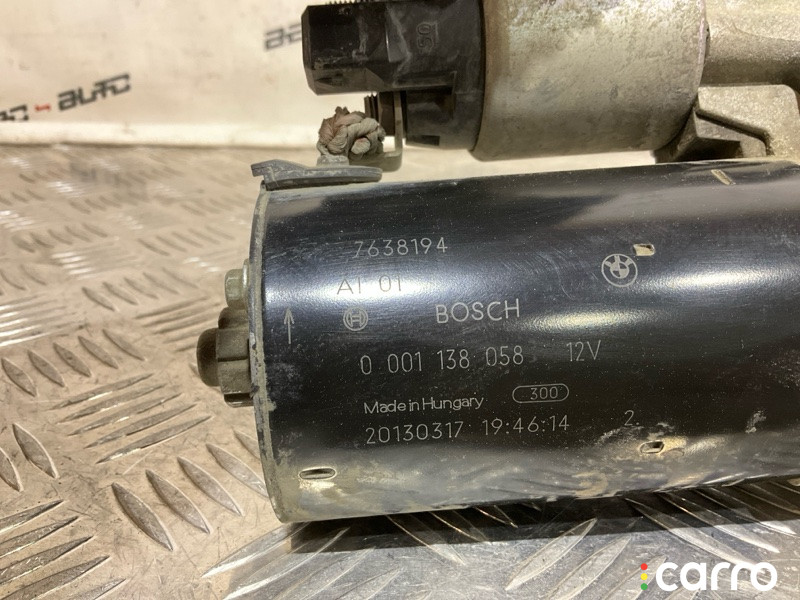 AUTO
7638194
AI 01
BOSCH
0 001 138 058 12V
Made in Hungary 300
20130317 19:46:14 2
carro